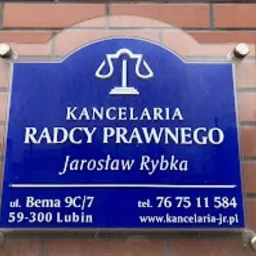 KANCELARIA
RADCY PRAWNEGO
Jarosław Rybka
ul. Bema 9C/7 tel. 76 75 11 584
59-300 Lubin www.kancelaria-jr.pl